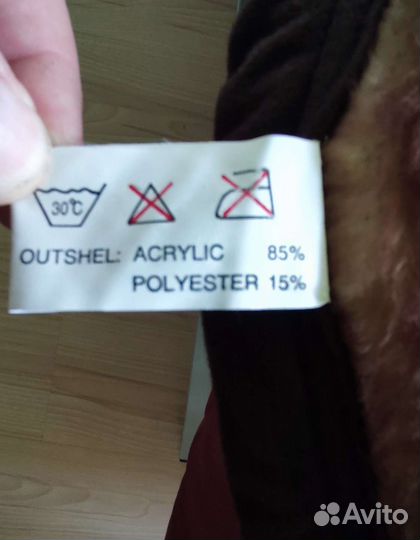 30°C
OUTSHEL: ACRYLIC 85%
POLYESTER 15%
Avito